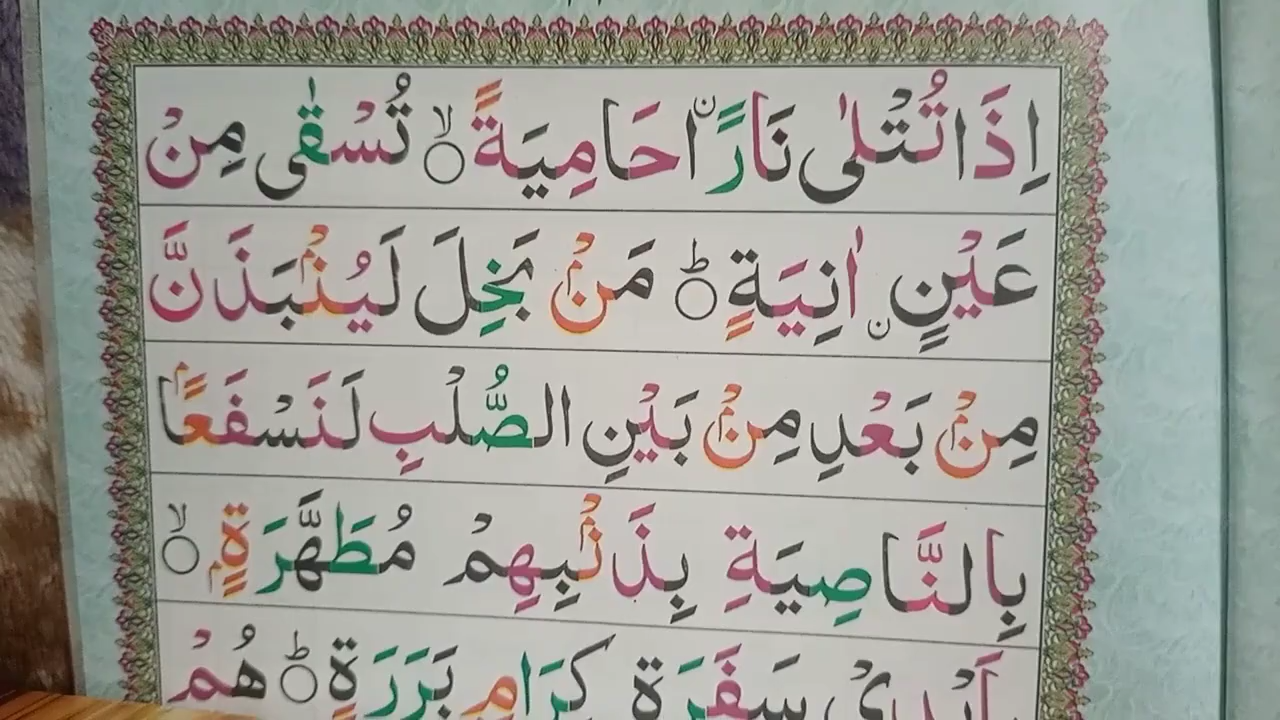 اِذَا تُتْلٰى نَارًا حَامِيَةً ۙ تُسْقٰى مِنْ
عَيْنٍ اٰنِيَةٍ ؕ مَنْۢ بَخِلَ لَيُنْۢبَذَنَّ
مِنْۢ بَعْدِ مِنْۢ بَيْنِ الصُّلْبِ لَنَسْفَعًۢا
بِالنَّاصِيَةِ بِذَنْۢبِهِمْ مُطَهَّرَةٍۭ ۙ
بِاَيْدِىْ سَفَرَةٍ كِرَامٍۭ بَرَرَةٍ ؕ هُمْ